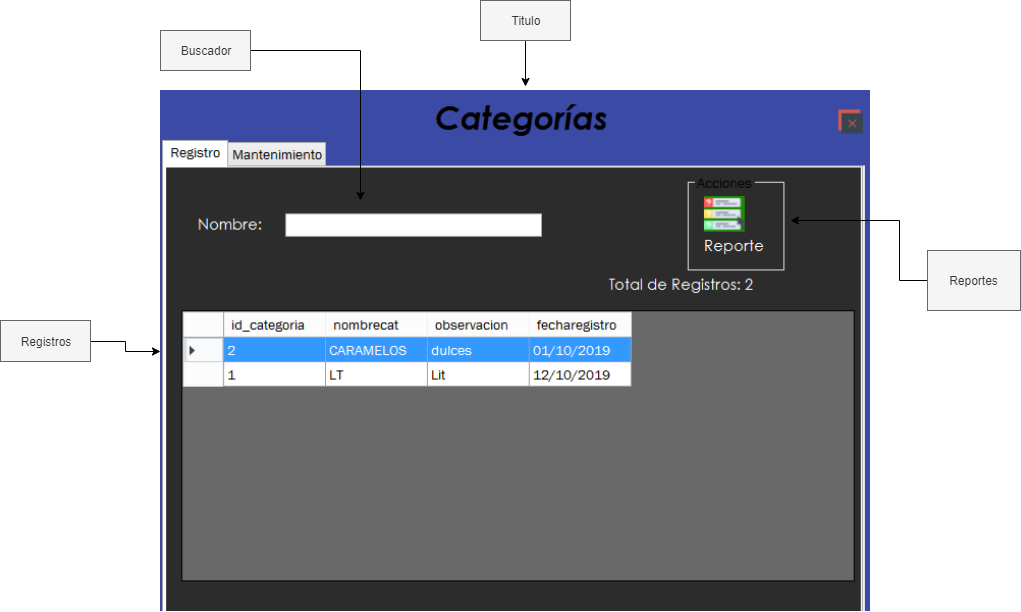 Titulo
Buscador
Categorías
Registro Mantenimiento
Acciones
Nombre:
Reporte
Reportes
Total de Registros: 2
Registros
id_categoria nombrecat observacion fecharegistro
2 CARAMELOS dulces 01/10/2019
1 LT Lit 12/10/2019